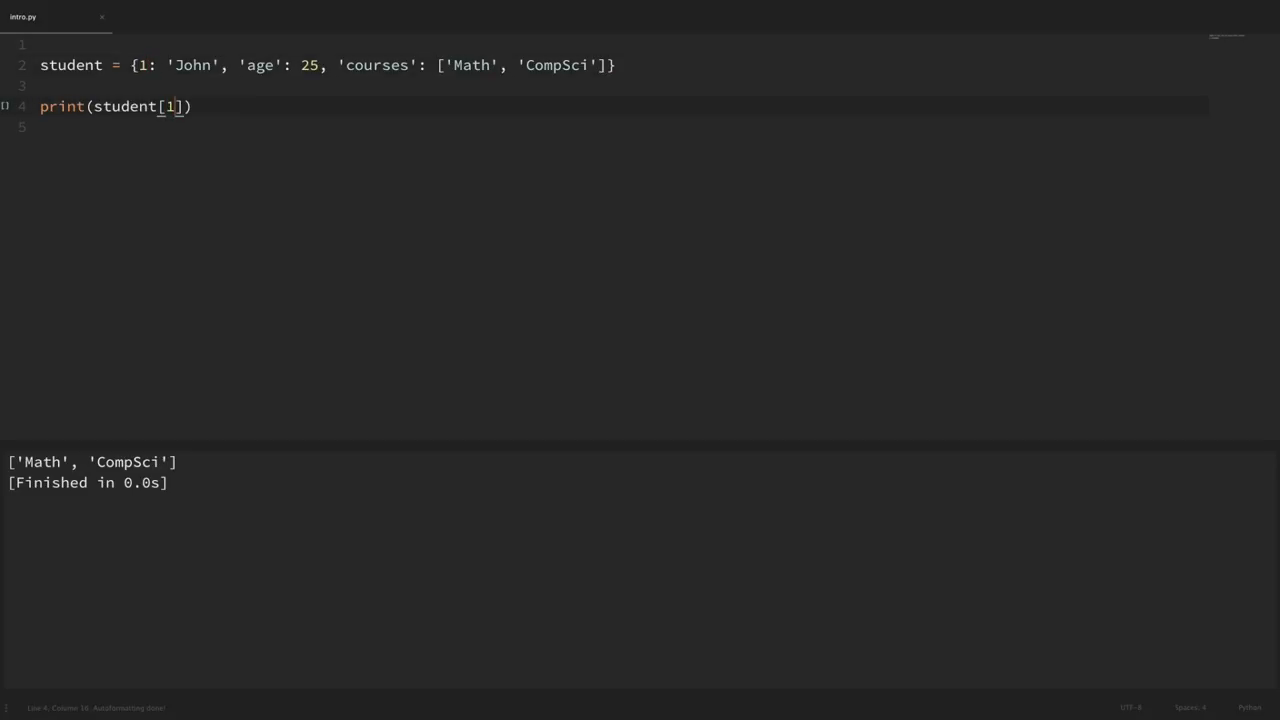 intro.py ×
1
2 student = {1: 'John', 'age': 25, 'courses': ['Math', 'CompSci']}
3
[] 4 print(student[1])
5
['Math', 'CompSci']
[Finished in 0.0s]
Line 4, Column 16. Autoformatting done! UTF-8 Spaces: 4 Python